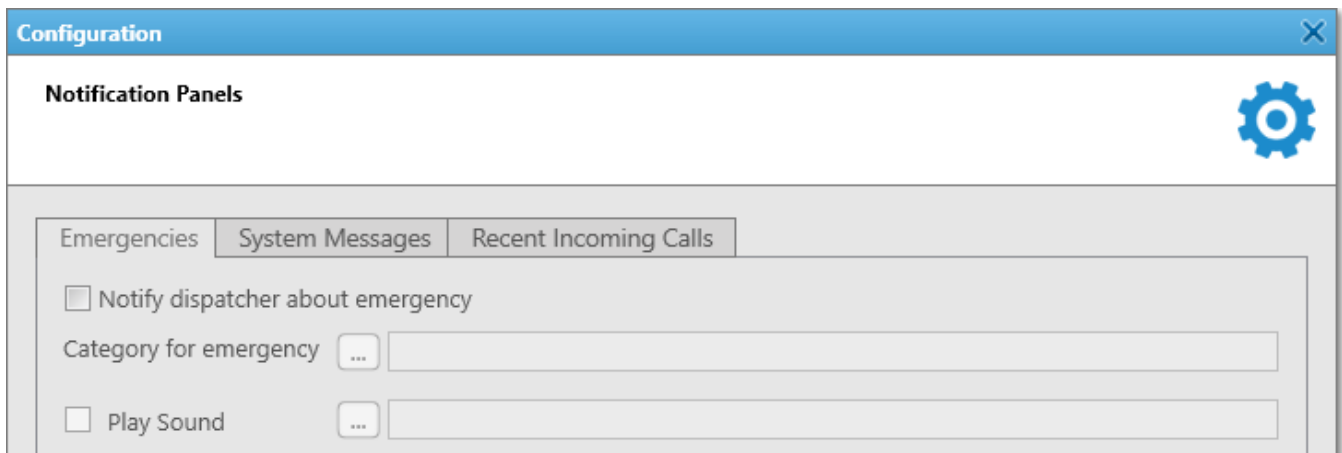 Configuration
Notification Panels
Emergencies System Messages Recent Incoming Calls
Notify dispatcher about emergency
Category for emergency ...
Play Sound ...